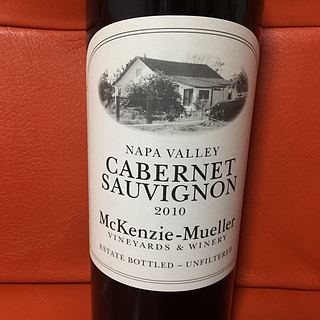 NAPA VALLEY
CABERNET
SAUVIGNON
2010
McKenzie-Mueller
VINEYARDS & WINERY
ESTATE BOTTLED – UNFILTERED